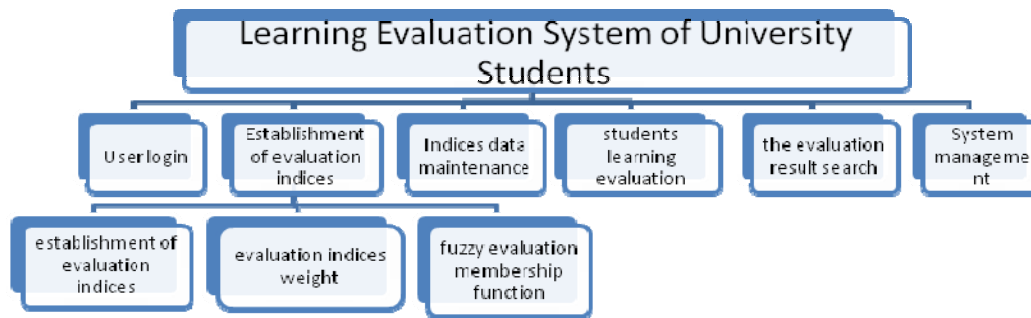 Learning Evaluation System of University
Students
User login
Establishment
of evaluation
indices
Indices data
maintenance
students
learning
evaluation
the evaluation
result search
System
manageme
nt
establishment of
evaluation
indices
evaluation indices
weight
fuzzy evaluation
membership
function